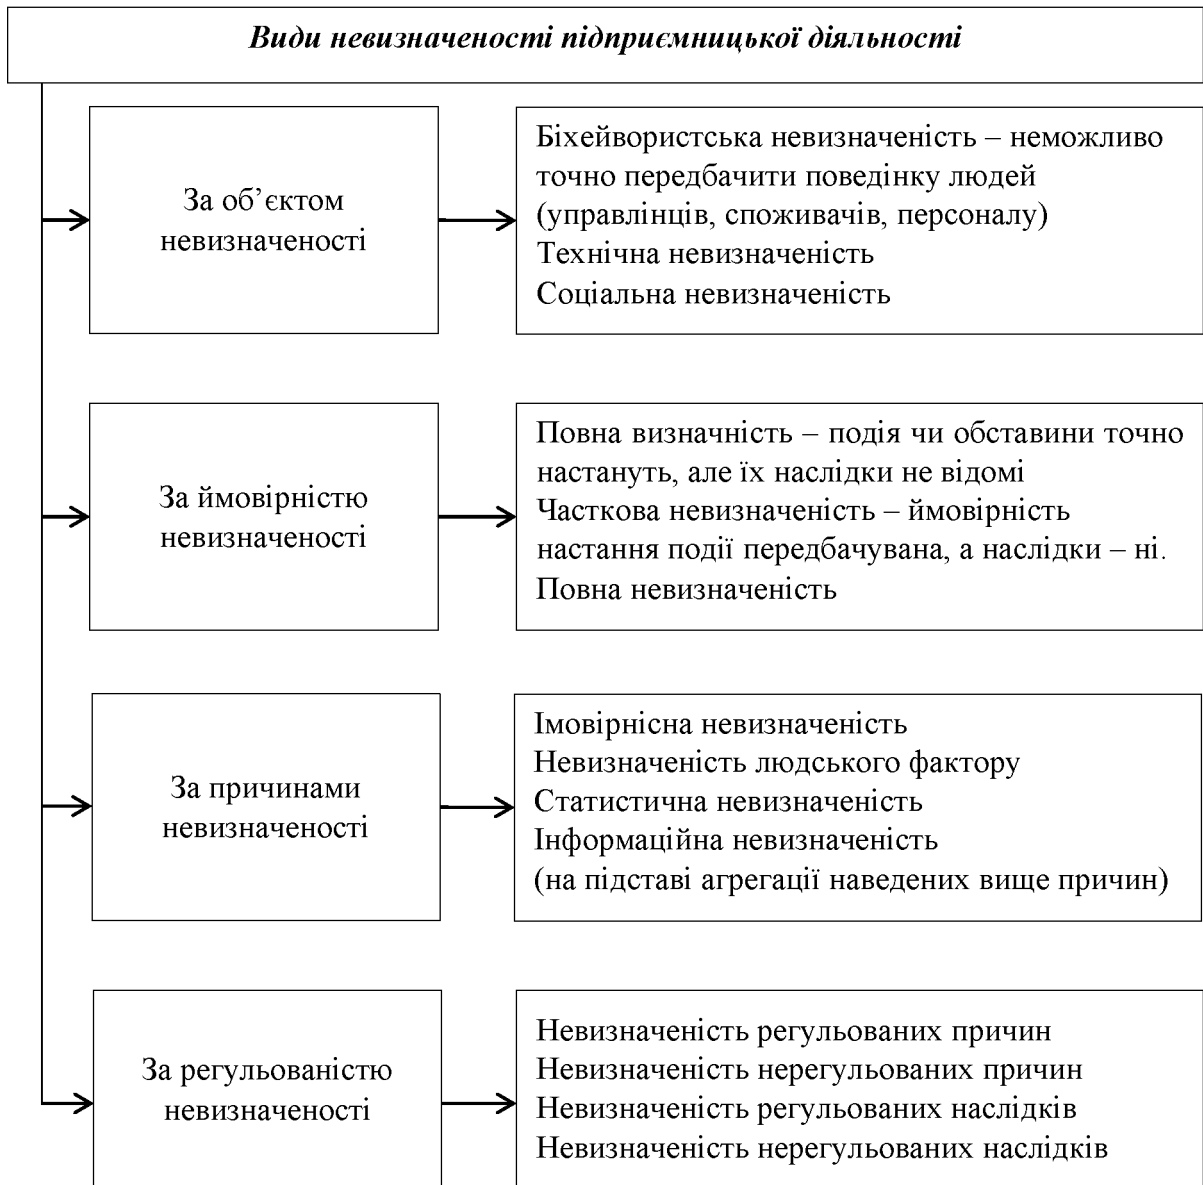 Види невизначеності підприємницької діяльності
За об’єктом
невизначеності
Біхейвористська невизначеність – неможливо
точно передбачити поведінку людей
(управлінців, споживачів, персоналу)
Технічна невизначеність
Соціальна невизначеність
За ймовірністю
невизначеності
Повна визначність – подія чи обставини точно
настануть, але їх наслідки не відомі
Часткова невизначеність – ймовірність
настання події передбачувана, а наслідки – ні.
Повна невизначеність
За причинами
невизначеності
Імовірнісна невизначеність
Невизначеність людського фактору
Статистична невизначеність
Інформаційна невизначеність
(на підставі агрегації наведених вище причин)
За регульованістю
невизначеності
Невизначеність регульованих причин
Невизначеність нерегульованих причин
Невизначеність регульованих наслідків
Невизначеність нерегульованих наслідків